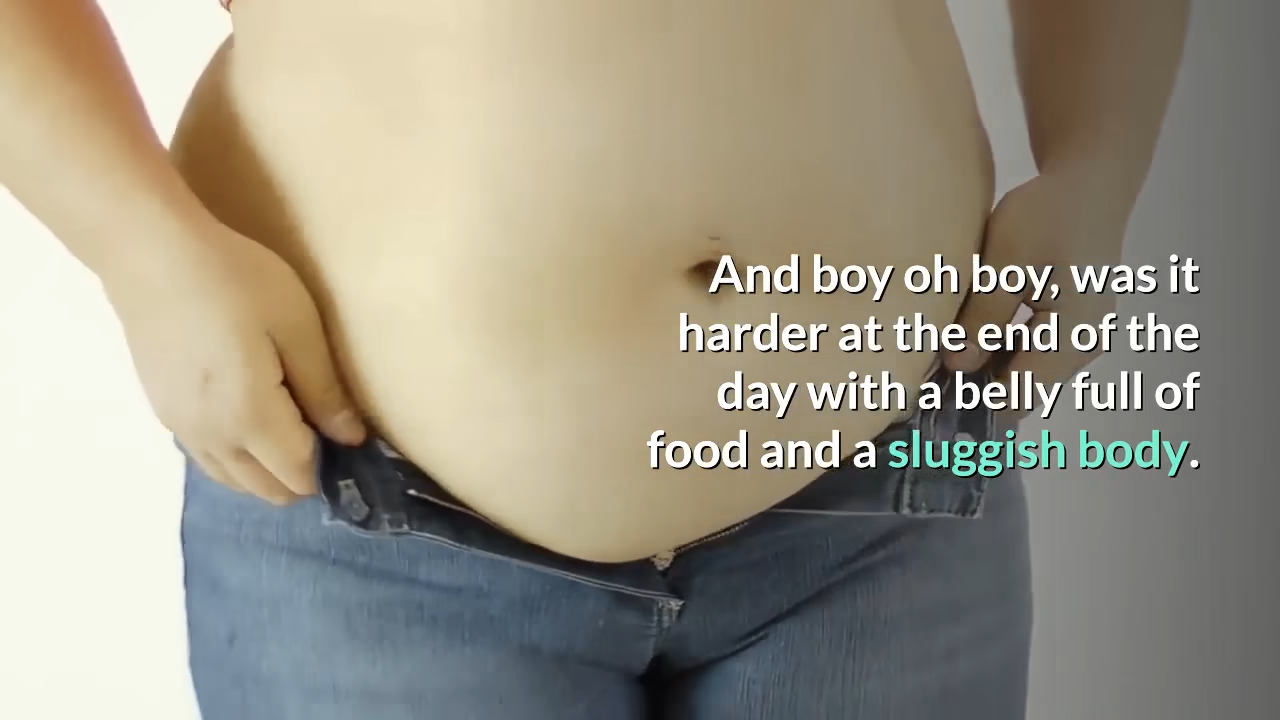 And boy oh boy, was it
harder at the end of the
day with a belly full of
food and a sluggish body.